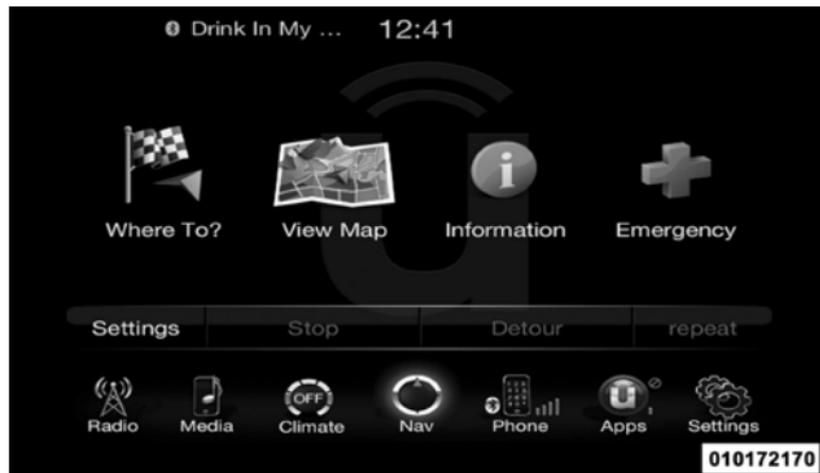 Drink In My ... 12:41
Where To? View Map Information Emergency
Settings Stop Detour repeat
OFF
Radio Media Climate Nav Phone Apps Settings
010172170